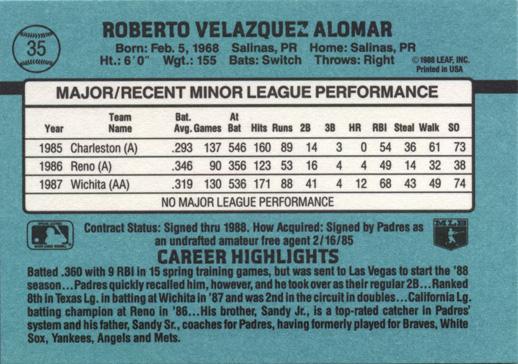 35
ROBERTO VELAZQUEZ ALOMAR
Born: Feb. 5, 1968 Salinas, PR Home: Salinas, PR
Ht.: 6'0" Wgt.: 155 Bats: Switch Throws: Right
©1988 LEAF, INC.
Printed in USA
MAJOR/RECENT MINOR LEAGUE PERFORMANCE
Year Team Name Bat. Avg. Games At Bat Hits Runs 2B 3B HR RBI Steal Walk SO
1985 Charleston (A) .293 137 546 160 89 14 3 0 54 36 61 73
1986 Reno (A) .346 90 356 123 53 16 4 4 49 14 32 38
1987 Wichita (AA) .319 130 536 171 88 41 4 12 68 43 49 74
NO MAJOR LEAGUE PERFORMANCE
Contract Status: Signed thru 1988. How Acquired: Signed by Padres as
an undrafted amateur free agent 2/16/85
MLB
CAREER HIGHLIGHTS
Batted .360 with 9 RBI in 15 spring training games, but was sent to Las Vegas to start the '88
season...Padres quickly recalled him, however, and he took over as their regular 2B...Ranked
8th in Texas Lg. in batting at Wichita in '87 and was 2nd in the circuit in doubles...California Lg.
batting champion at Reno in '86...His brother, Sandy Jr., is a top-rated catcher in Padres'
system and his father, Sandy Sr., coaches for Padres, having formerly played for Braves, White
Sox, Yankees, Angels and Mets.